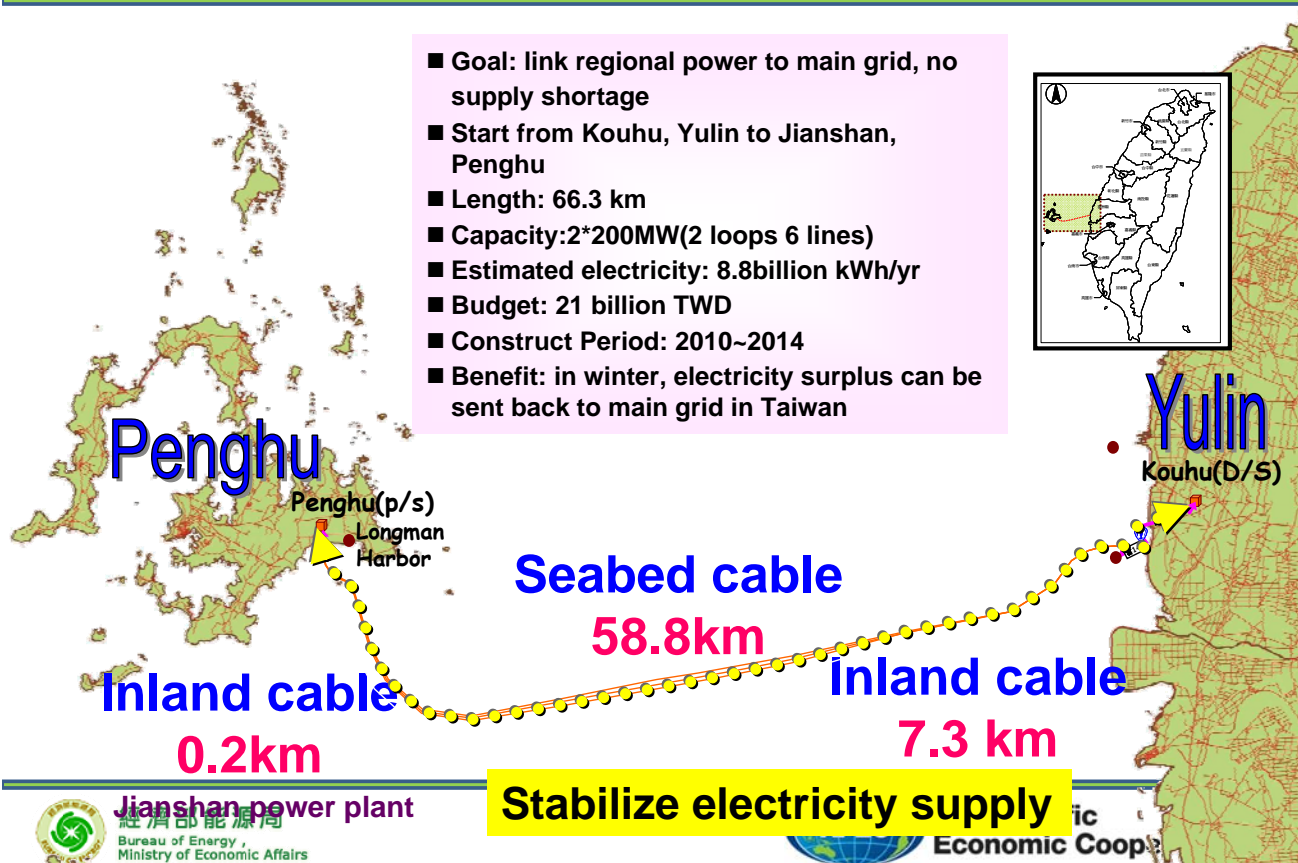 ■ Goal: link regional power to main grid, no
supply shortage
■ Start from Kouhu, Yulin to Jianshan,
Penghu
■ Length: 66.3 km
■ Capacity:2*200MW(2 loops 6 lines)
■ Estimated electricity: 8.8billion kWh/yr
■ Budget: 21 billion TWD
■ Construct Period: 2010~2014
■ Benefit: in winter, electricity surplus can be
sent back to main grid in Taiwan
Penghu
Yulin
Kouhu(D/S)
Penghu(p/s)
Longman
Harbor
Seabed cable
58.8km
Inland cable
0.2km
Inland cable
7.3 km
Jianshan power plant
Stabilize electricity supply
經濟部能源局
Bureau of Energy ,
Ministry of Economic Affairs
Economic Coop